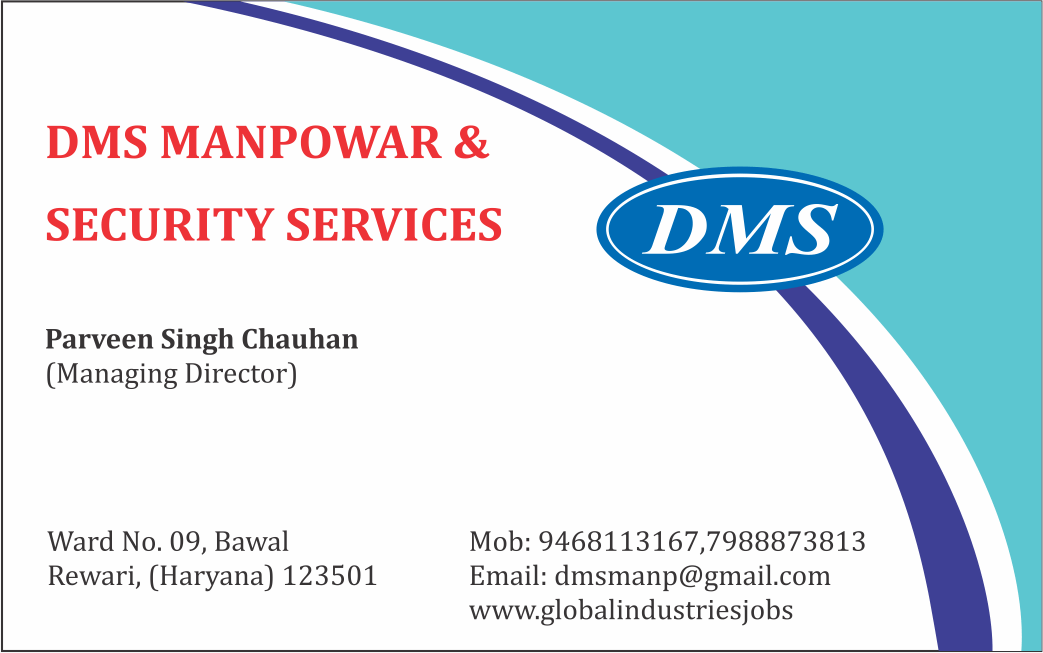 DMS MANPOWAR &
SECURITY SERVICES
DMS
Parveen Singh Chauhan
(Managing Director)
Ward No. 09, Bawal
Rewari, (Haryana) 123501
Mob: 9468113167,7988873813
Email: dmsmanp@gmail.com
www.globalindustriesjobs